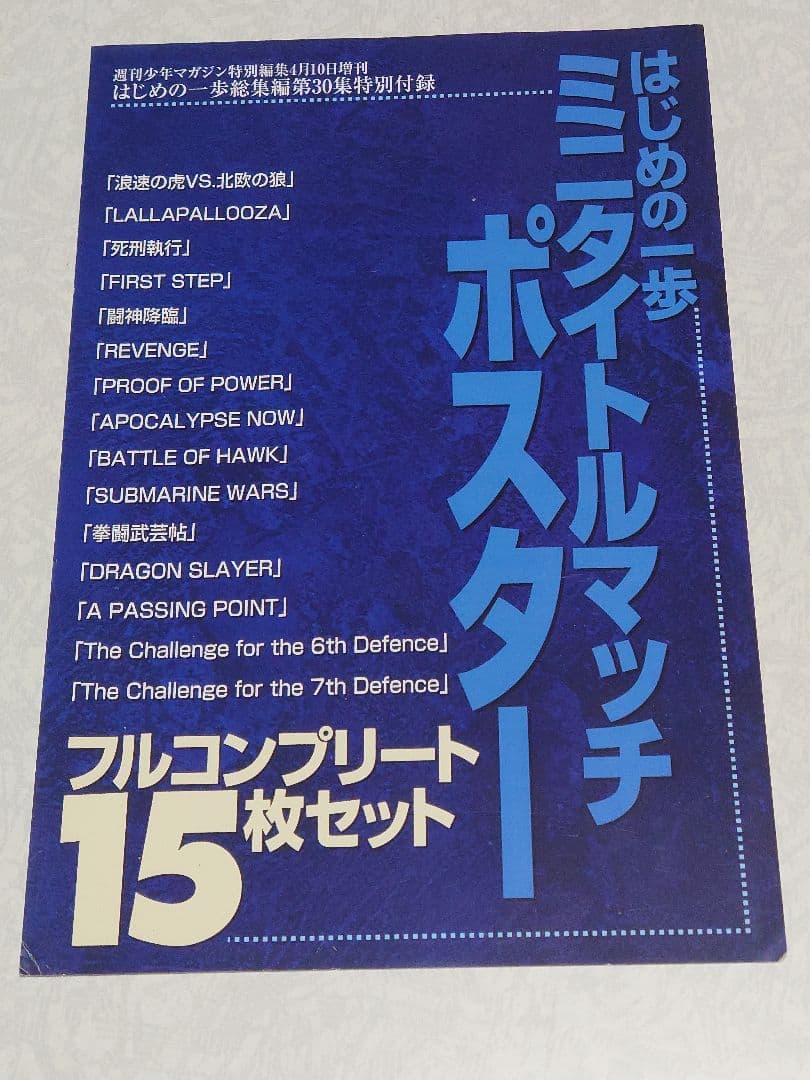 週刊少年マガジン特別編集4月10日増刊
はじめの一歩総集編第30集特別付録
はじめの一歩
ミニタイトルマッチ
ポスター
「浪速の虎VS.北欧の狼」
「LALLAPALLOOZA」
「死刑執行」
「FIRST STEP」
「闘神降臨」
「REVENGE」
「PROOF OF POWER」
「APOCALYPSE NOW」
「BATTLE OF HAWK」
「SUBMARINE WARS」
「拳闘武芸帖」
「DRAGON SLAYER」
「A PASSING POINT」
「The Challenge for the 6th Defence」
「The Challenge for the 7th Defence」
フルコンプリート
15枚セット